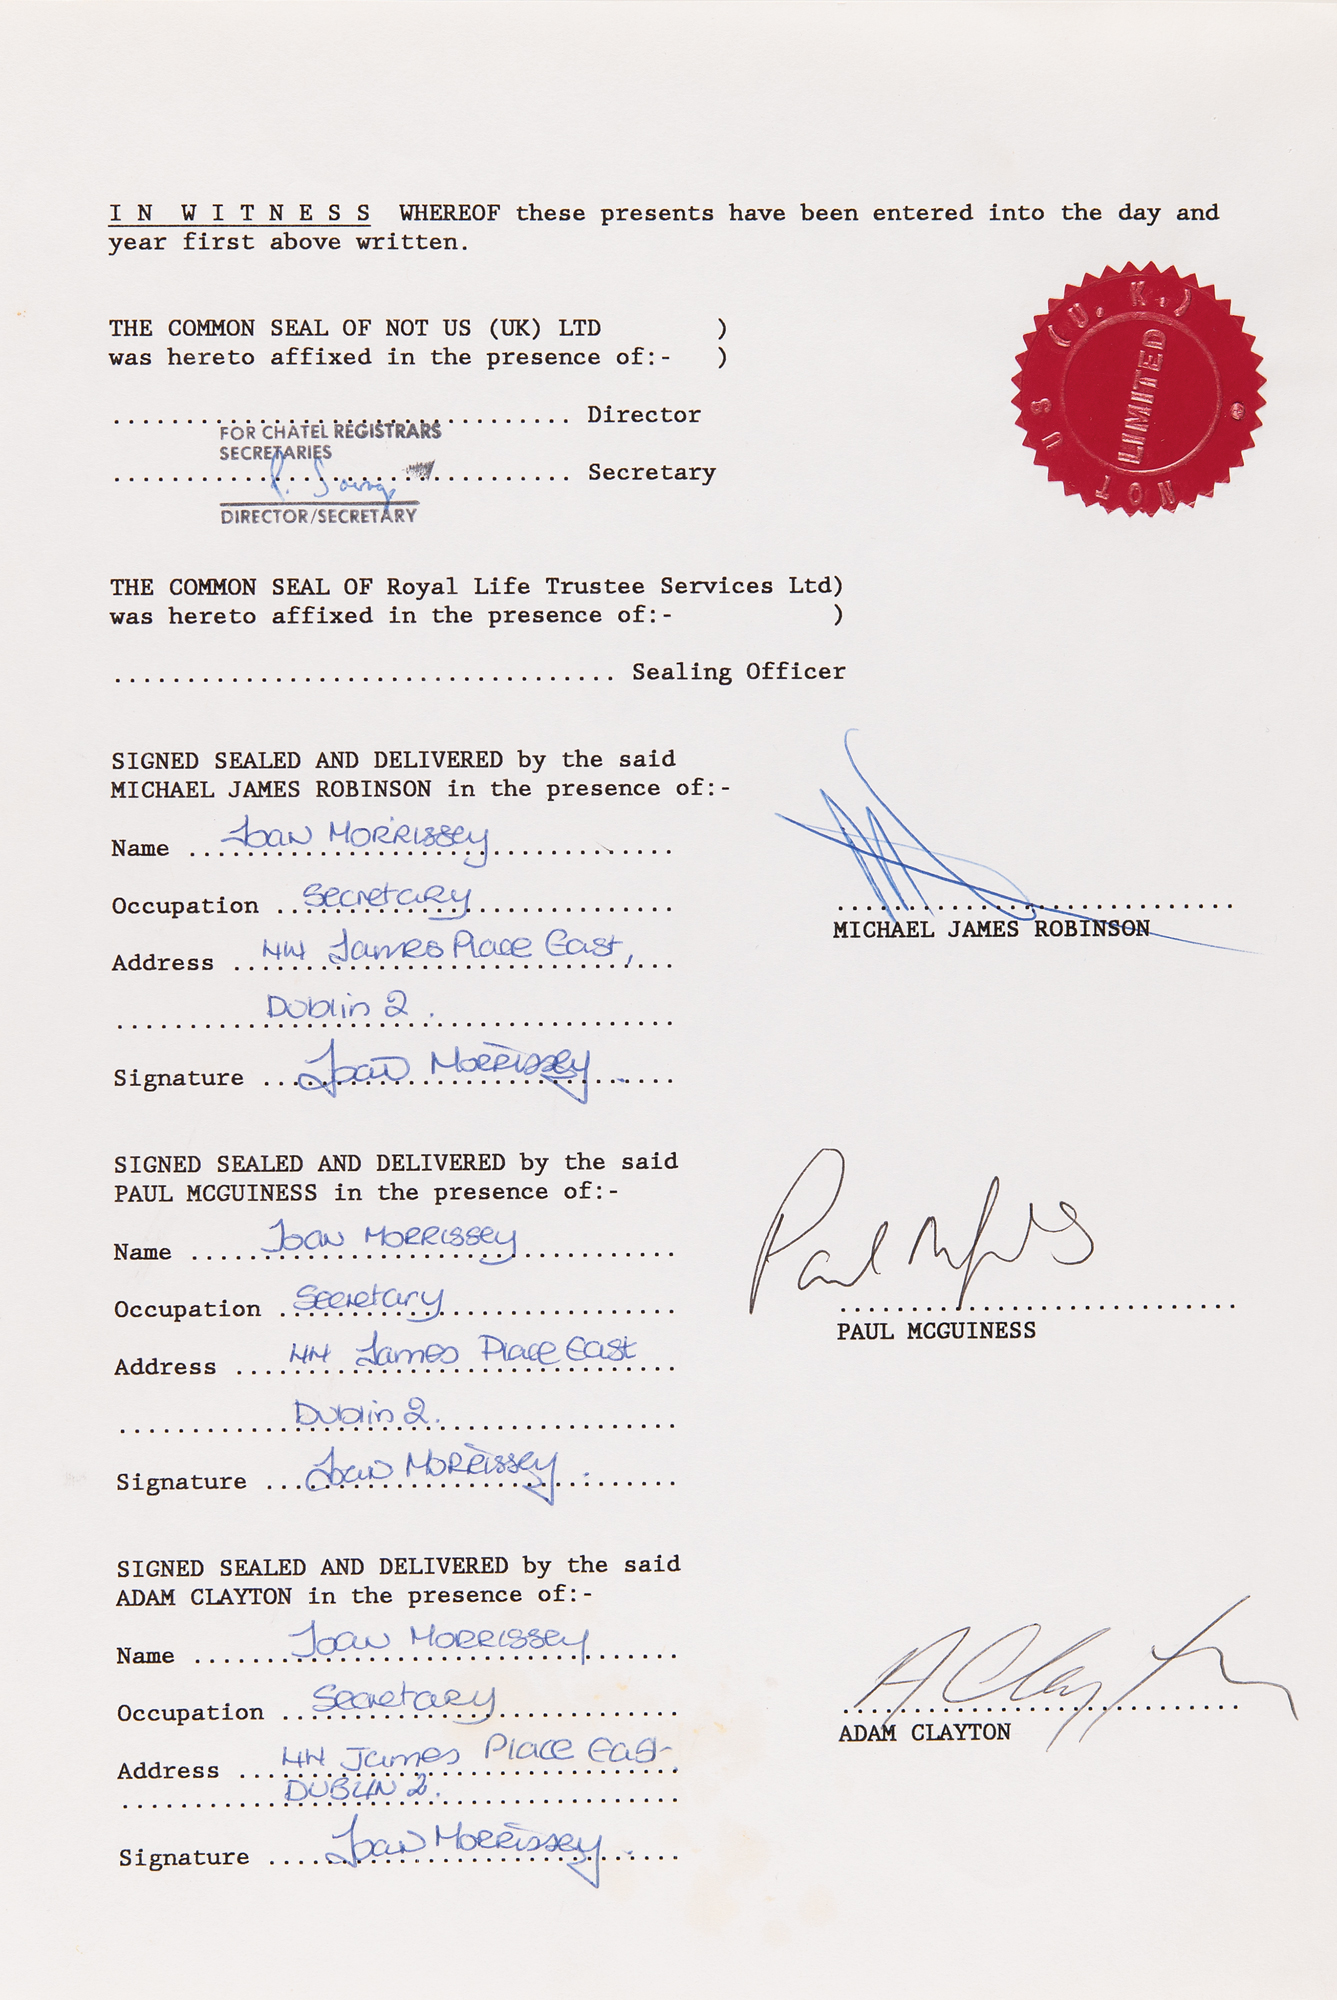 IN WITNESS WHEREOF these presents have been entered into the day and
year first above written.
(U. K.)
LIMITED
NOT US
THE COMMON SEAL OF NOT US (UK) LTD )
was hereto affixed in the presence of:- )
................................ Director
FOR CHATEL REGISTRARS
SECRETARIES
................................ Secretary
DIRECTOR/SECRETARY
THE COMMON SEAL OF Royal Life Trustee Services Ltd)
was hereto affixed in the presence of:- )
................................... Sealing Officer
SIGNED SEALED AND DELIVERED by the said
MICHAEL JAMES ROBINSON in the presence of:-
Name Joan Morrissey
Occupation Secretary
Address 44 James Place East,
Dublin 2.
MICHAEL JAMES ROBINSON
Signature Joan Morrissey
SIGNED SEALED AND DELIVERED by the said
PAUL MCGUINESS in the presence of:-
Name Joan Morrissey
Occupation Secretary
Address 44 James Place East
Dublin 2.
Paul
PAUL MCGUINESS
Signature Joan Morrissey
SIGNED SEALED AND DELIVERED by the said
ADAM CLAYTON in the presence of:-
Name Joan Morrissey
Occupation Secretary
Address 44 James Place East
DUBLIN 2.
A Clayton
ADAM CLAYTON
Signature Joan Morrissey